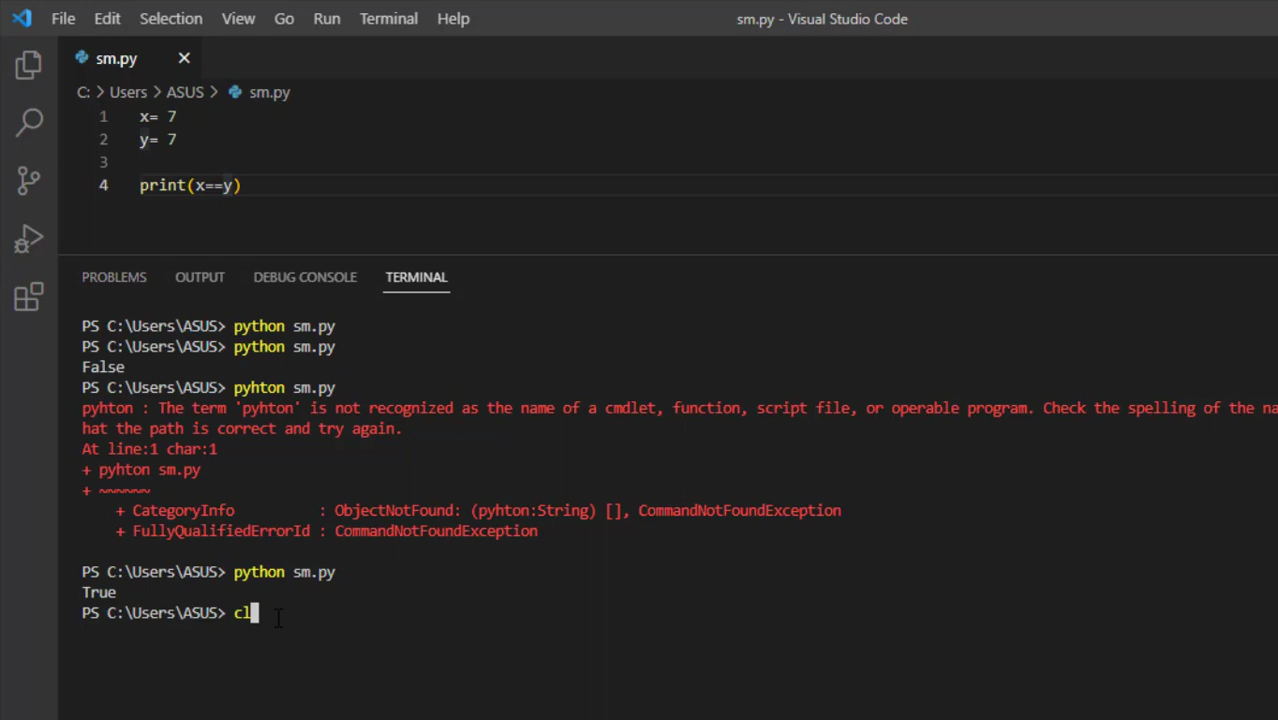 File Edit Selection View Go Run Terminal Help sm.py - Visual Studio Code
sm.py
C: > Users > ASUS > sm.py
1 x= 7
2 y= 7
3
4 print(x==y)
PROBLEMS OUTPUT DEBUG CONSOLE TERMINAL
PS C:\Users\ASUS> python sm.py
PS C:\Users\ASUS> python sm.py
False
PS C:\Users\ASUS> pyhton sm.py
pyhton : The term 'pyhton' is not recognized as the name of a cmdlet, function, script file, or operable program. Check the spelling of the na
hat the path is correct and try again.
At line:1 char:1
+ pyhton sm.py
+ ~~~~~~
+ CategoryInfo : ObjectNotFound: (pyhton:String) [], CommandNotFoundException
+ FullyQualifiedErrorId : CommandNotFoundException
PS C:\Users\ASUS> python sm.py
True
PS C:\Users\ASUS> cl